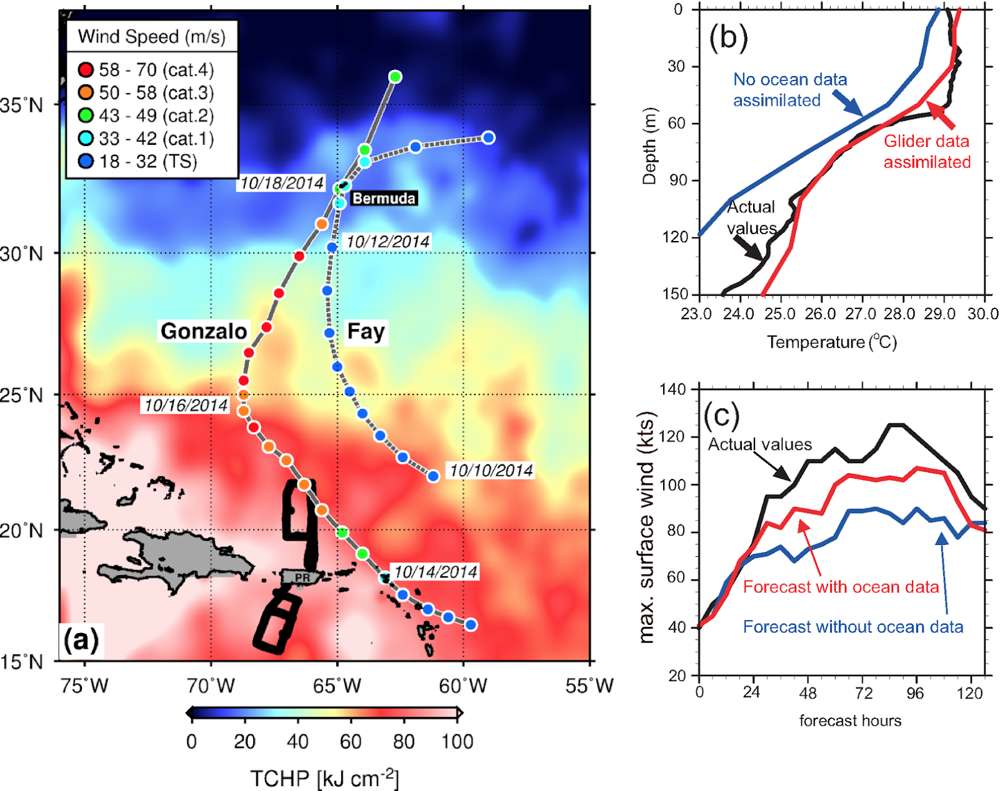 Wind Speed (m/s)
58 - 70 (cat.4)
50 - 58 (cat.3)
43 - 49 (cat.2)
33 - 42 (cat.1)
18 - 32 (TS)
35°N
30°N
25°N
20°N
15°N
10/18/2014
Bermuda
10/12/2014
Gonzalo
Fay
10/16/2014
10/10/2014
10/14/2014
PR
(a)
75°W
70°W
65°W
60°W
55°W
0
20
40
60
80
100
TCHP [kJ cm-2]
(b)
0
30
60
90
120
150
Depth (m)
No ocean data
assimilated
Glider data
assimilated
Actual
values
23.0
24.0
25.0
26.0
27.0
28.0
29.0
30.0
Temperature (°C)
(c)
140
120
100
80
60
40
20
max. surface wind (kts)
Actual values
Forecast with ocean data
Forecast without ocean data
0
24
48
72
96
120
forecast hours